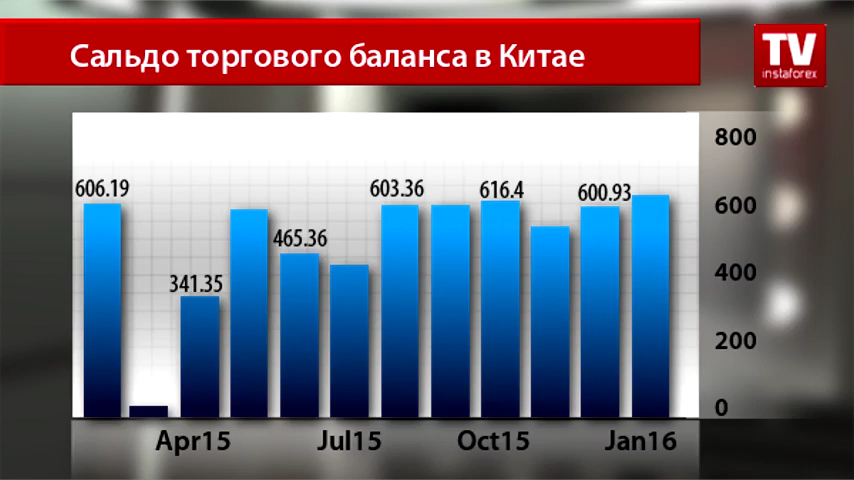 Сальдо торгового баланса в Китае
TV
instaforex
800
606.19
603.36
616.4
600.93
600
465.36
341.35
400
200
0
Apr15
Jul15
Oct15
Jan16